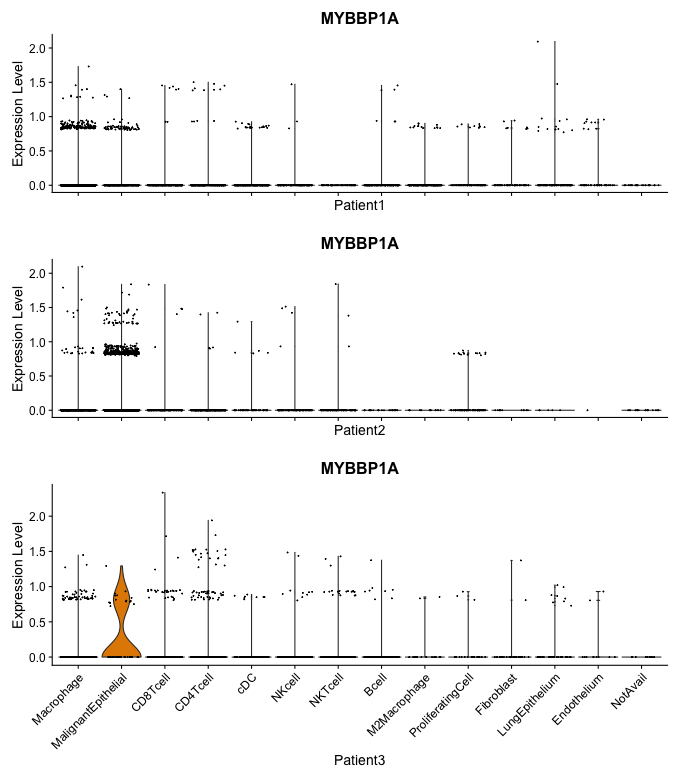 MYBBP1A
Expression Level
2.0
1.5
1.0
0.5
0.0
Patient1
MYBBP1A
Expression Level
2.0
1.5
1.0
0.5
0.0
Patient2
MYBBP1A
Expression Level
2.0
1.5
1.0
0.5
0.0
Macrophage
MalignantEpithelial
CD8Tcell
CD4Tcell
cDC
NKcell
NKTcell
Bcell
M2Macrophage
ProliferatingCell
Fibroblast
LungEpithelium
Endothelium
NotAvail
Patient3